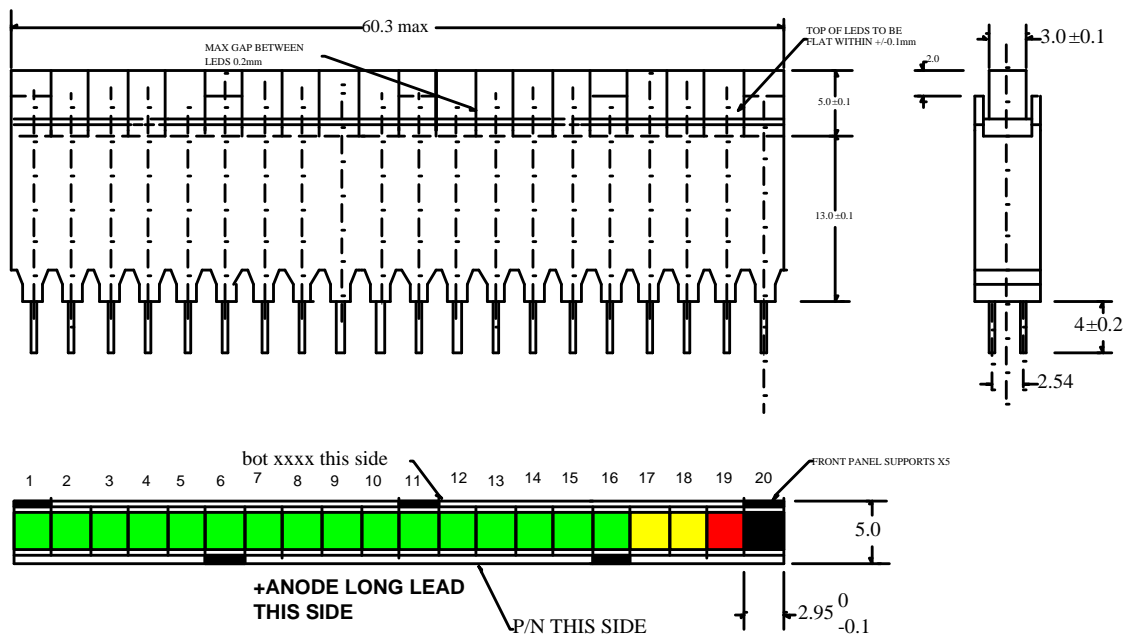 60.3 max
MAX GAP BETWEEN
LEDS 0.2mm
TOP OF LEDS TO BE
FLAT WITHIN +/-0.1mm
3.0±0.1
2.0
5.0±0.1
13.0±0.1
4±0.2
2.54
bot xxxx this side
FRONT PANEL SUPPORTS X5
1 2 3 4 5 6 7 8 9 10 11 12 13 14 15 16 17 18 19 20
5.0
+ANODE LONG LEAD
THIS SIDE
P/N THIS SIDE
2.95 0
-0.1